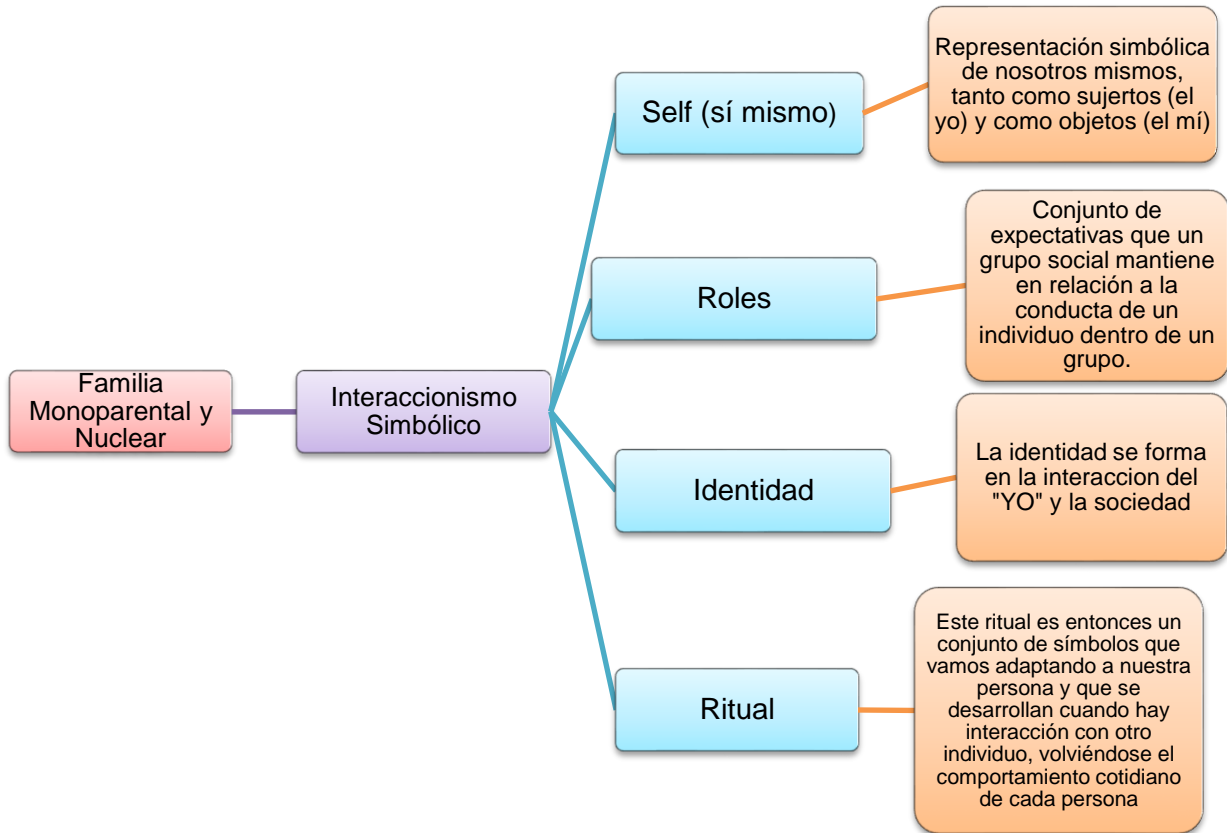 Familia
Monoparental y
Nuclear
Interaccionismo
Simbólico
Self (sí mismo)
Representación simbólica
de nosotros mismos,
tanto como sujertos (el
yo) y como objetos (el mí)
Roles
Conjunto de
expectativas que un
grupo social mantiene
en relación a la
conducta de un
individuo dentro de un
grupo.
Identidad
La identidad se forma
en la interaccion del
"YO" y la sociedad
Ritual
Este ritual es entonces un
conjunto de símbolos que
vamos adaptando a nuestra
persona y que se
desarrollan cuando hay
interacción con otro
individuo, volviéndose el
comportamiento cotidiano
de cada persona